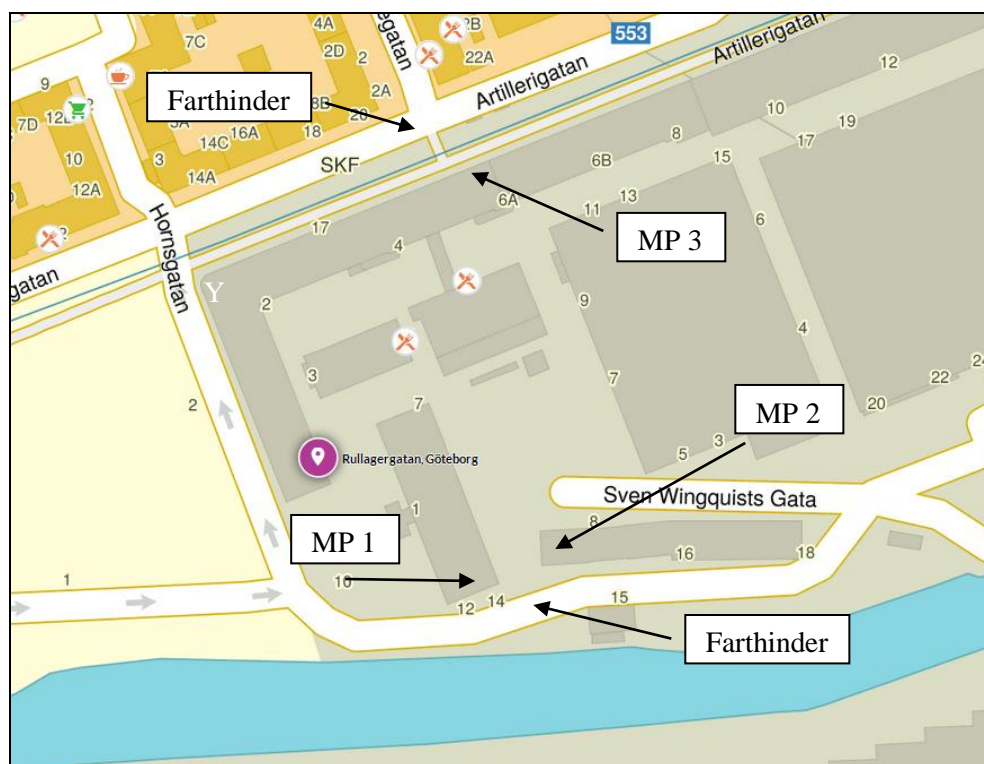 553
4A
7C
2B
2D
2
22A
egatan
Artillerigatan
Artillerigatan
12
9
Farthinder
2A
8B
20
18
16A
14C
7D
10
8
19
17
3
14A
SKF
6B
15
10
12A
6A
13
11
MP 3
6
Hornsgatan
17
4
gatan
Y
2
9
4
3
7
22
20
2
7
MP 2
3
5
Rullagergatan, Göteborg
Sven Wingquists Gata
1
8
MP 1
16
18
1
10
12
14
15
Farthinder